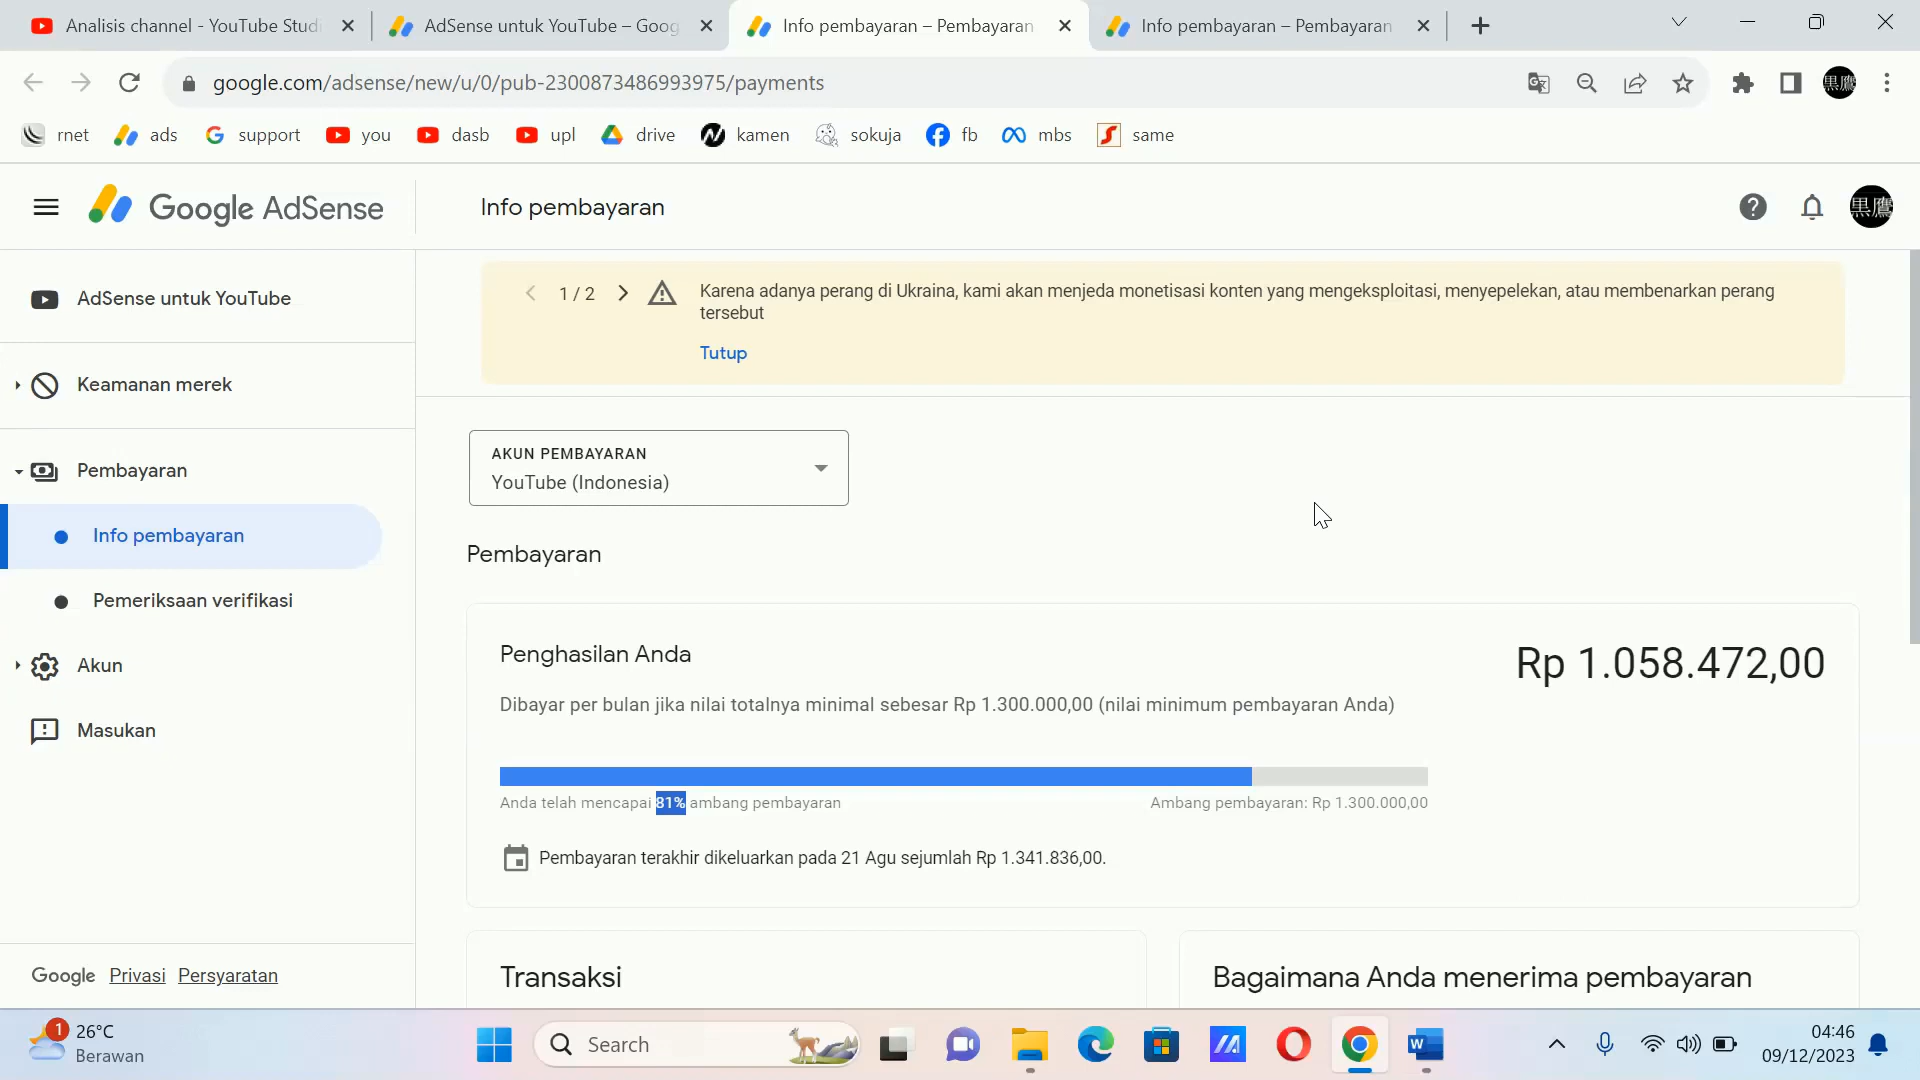 Analisis channel - YouTube Studi
AdSense untuk YouTube – Goog
Info pembayaran – Pembayaran
Info pembayaran – Pembayaran
google.com/adsense/new/u/0/pub-2300873486993975/payments
黒鷹
rnet
ads
support
you
dasb
upl
drive
kamen
sokuja
fb
mbs
same
Google AdSense
Info pembayaran
黒鷹
AdSense untuk YouTube
Keamanan merek
Pembayaran
Info pembayaran
Pemeriksaan verifikasi
Akun
Masukan
Google Privasi Persyaratan
1 / 2
Karena adanya perang di Ukraina, kami akan menjeda monetisasi konten yang mengeksploitasi, menyepelekan, atau membenarkan perang
tersebut
Tutup
AKUN PEMBAYARAN
YouTube (Indonesia)
Pembayaran
Penghasilan Anda
Rp 1.058.472,00
Dibayar per bulan jika nilai totalnya minimal sebesar Rp 1.300.000,00 (nilai minimum pembayaran Anda)
Anda telah mencapai 81% ambang pembayaran
Ambang pembayaran: Rp 1.300.000,00
Pembayaran terakhir dikeluarkan pada 21 Agu sejumlah Rp 1.341.836,00.
Transaksi
Bagaimana Anda menerima pembayaran
1
26°C
Berawan
Search
W
04:46
09/12/2023